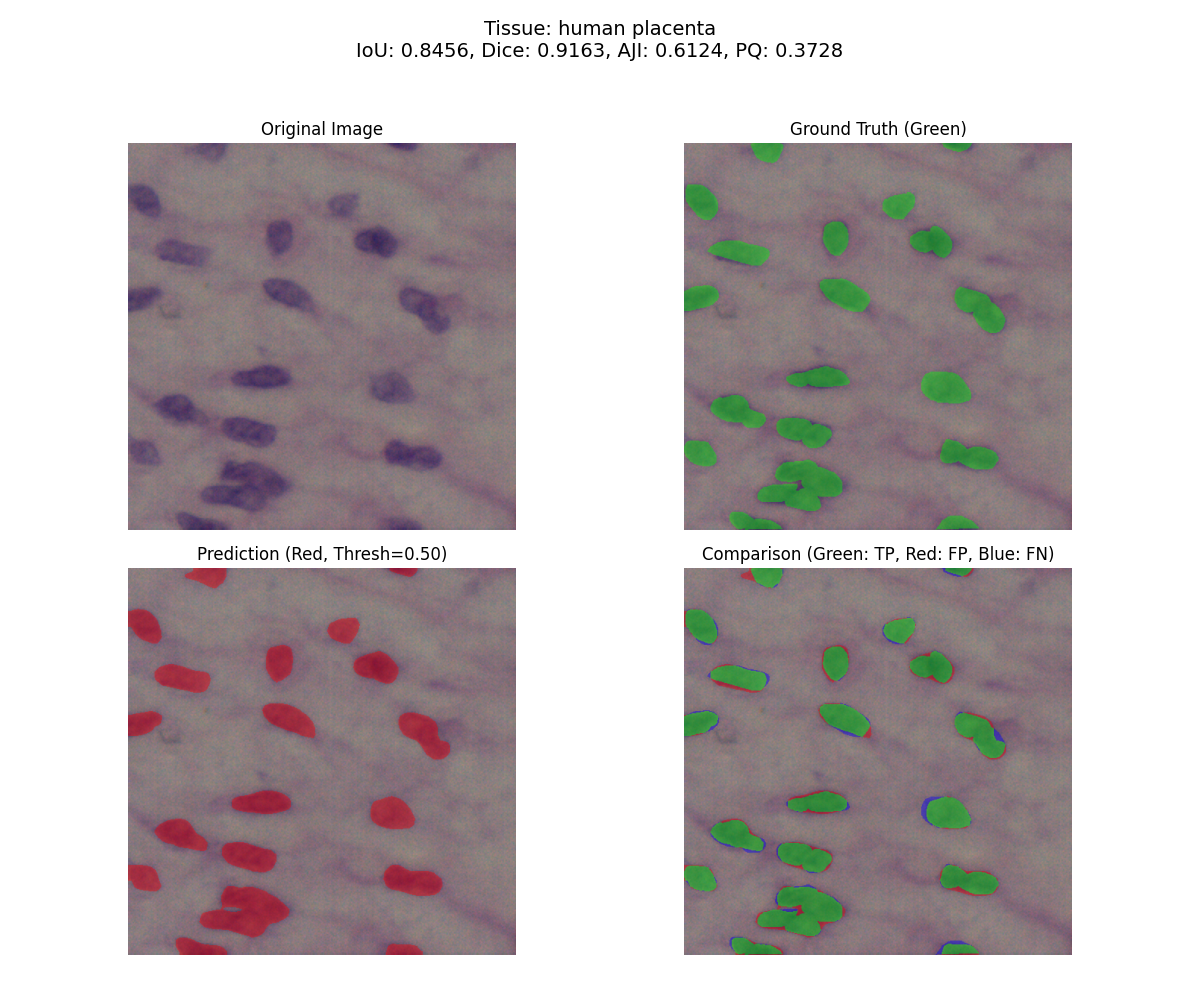 Tissue: human placenta
IoU: 0.8456, Dice: 0.9163, AJI: 0.6124, PQ: 0.3728
Original Image
Ground Truth (Green)
Prediction (Red, Thresh=0.50)
Comparison (Green: TP, Red: FP, Blue: FN)